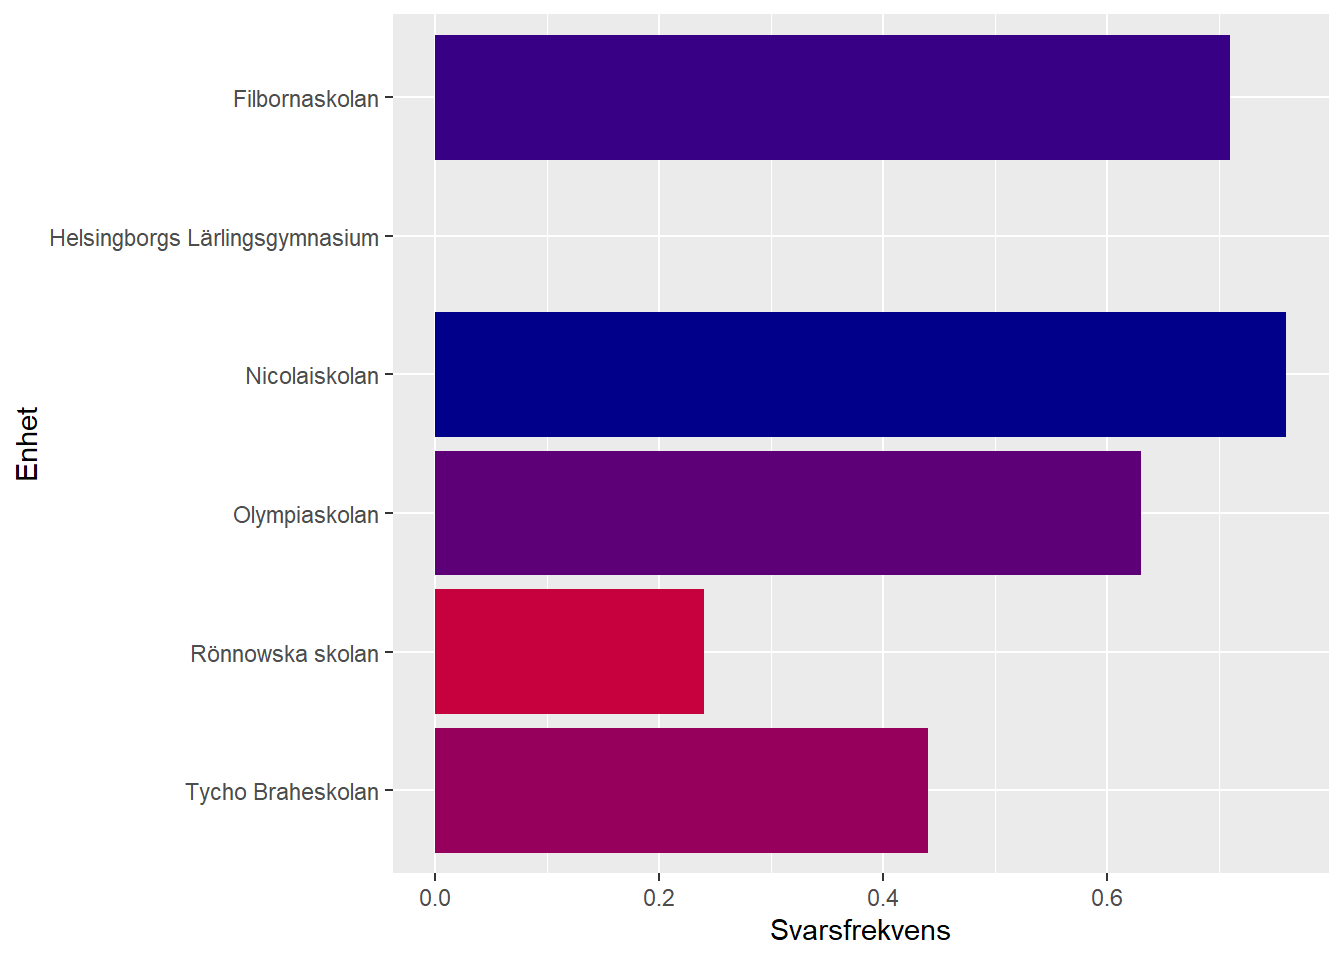 Filbornaskolan
Helsingborgs Lärlingsgymnasium
Nicolaiskolan
Enhet
Olympiaskolan
Rönnowska skolan
Tycho Braheskolan
0.0 0.2 0.4 0.6
Svarsfrekvens